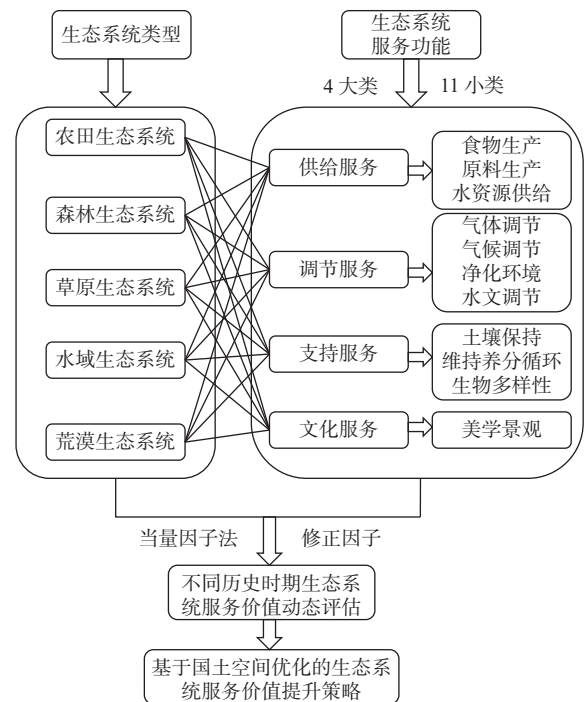 生态系统类型
生态系统
服务功能
4 大类
11 小类
农田生态系统
森林生态系统
草原生态系统
水域生态系统
荒漠生态系统
供给服务
食物生产
原料生产
水资源供给
调节服务
气体调节
气候调节
净化环境
水文调节
支持服务
土壤保持
维持养分循环
生物多样性
文化服务
美学景观
当量因子法
修正因子
不同历史时期生态系
统服务价值动态评估
基于国土空间优化的生态系
统服务价值提升策略